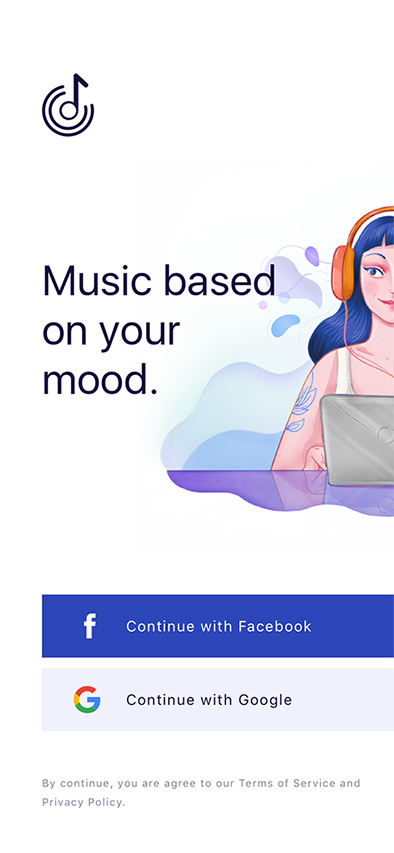 Music based
on your
mood.
Continue with Facebook
Continue with Google
By continue, you are agree to our Terms of Service and
Privacy Policy.